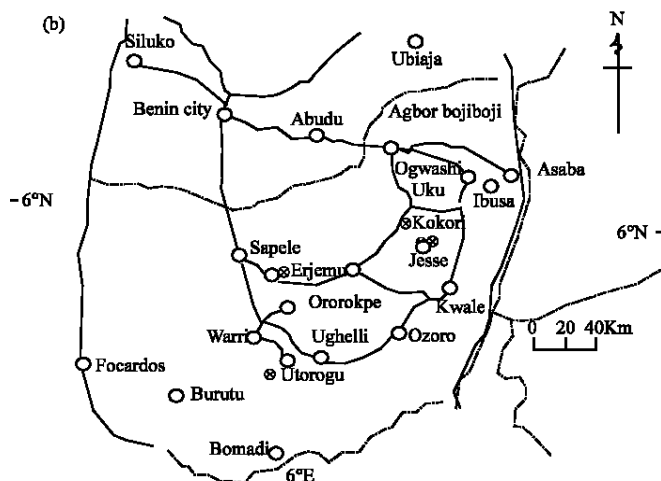 (b)
N
Siluko
Ubiaja
Benin city
Abudu
Agbor bojiboji
Ogwashi
Uku
Asaba
Ibusa
6°N
Kokori
6°N
Sapele
Erjemu
Jesse
Ororokpe
Kwale
Warri
Ughelli
Ozoro
0 20 40Km
Focardos
Utorogu
Burutu
Bomadi
6°E